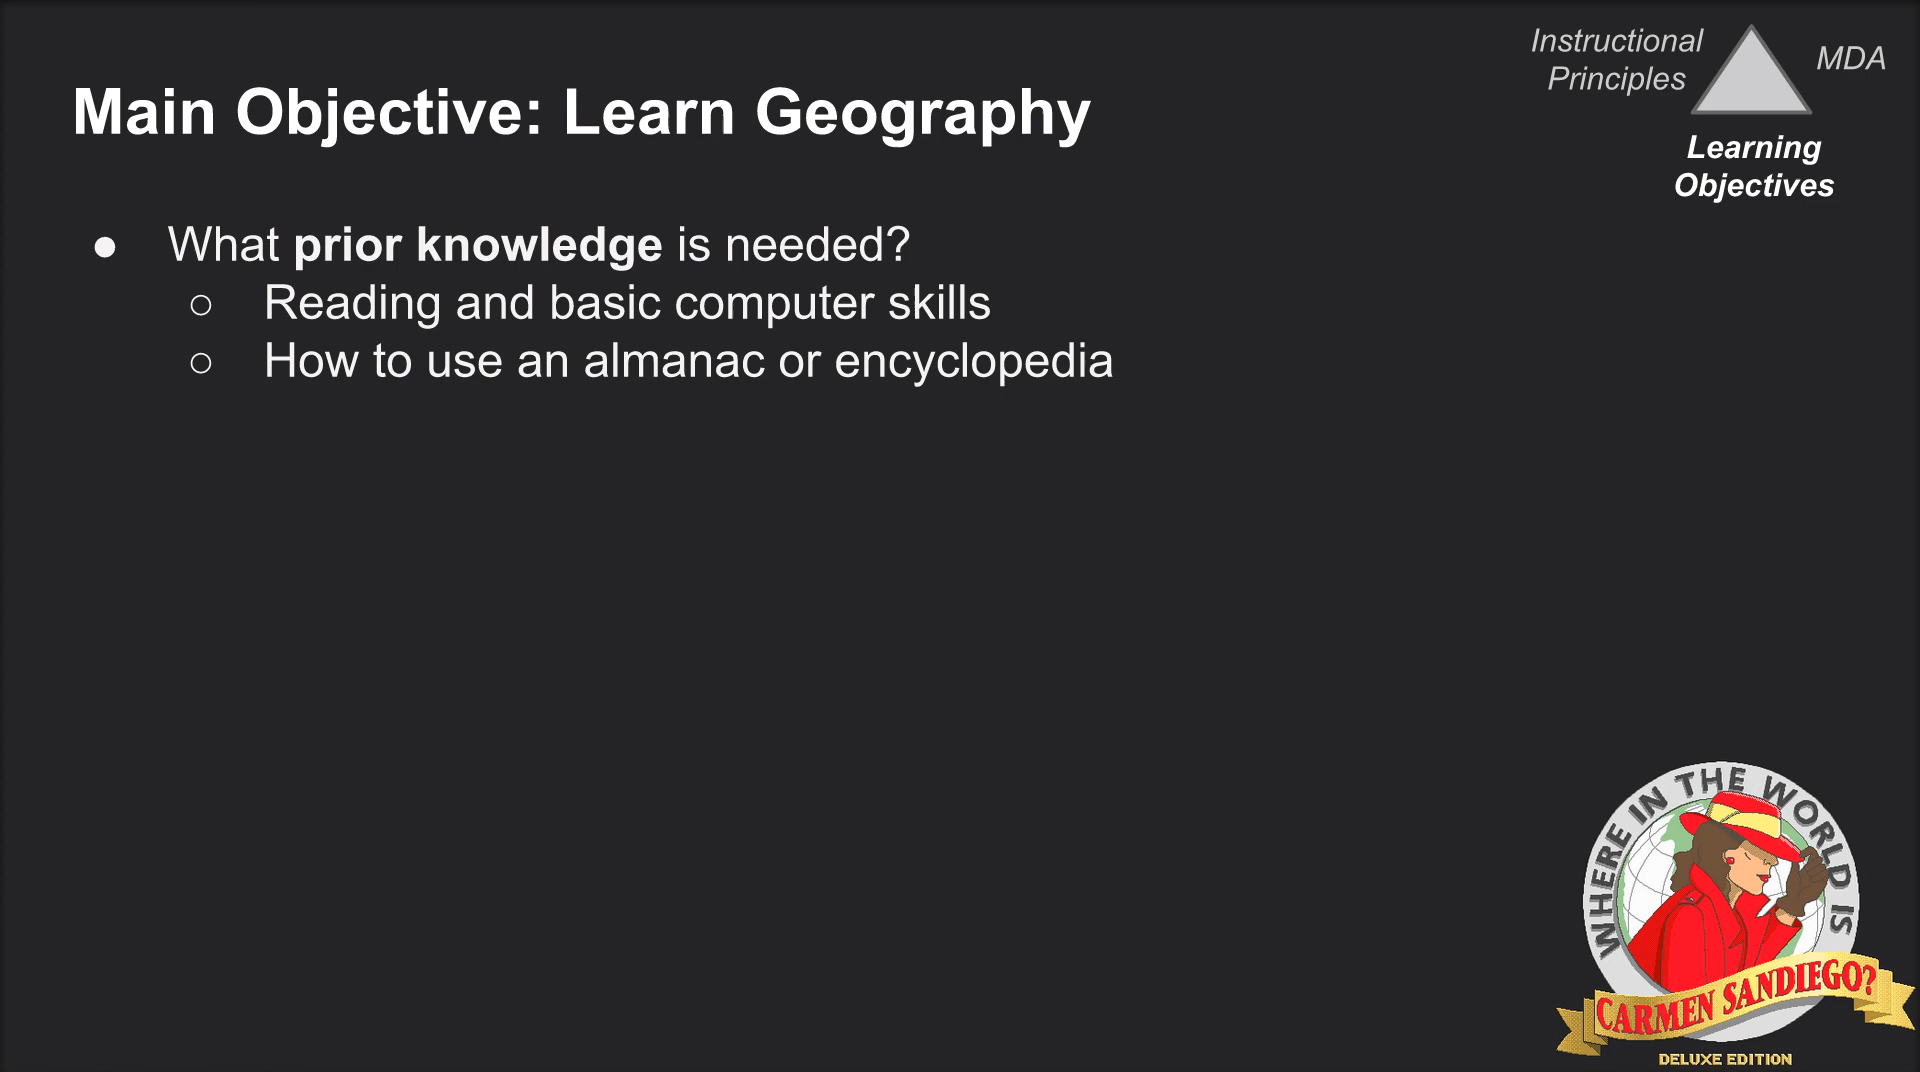 Instructional
Principles
MDA
Learning
Objectives
Main Objective: Learn Geography
● What prior knowledge is needed?
○ Reading and basic computer skills
○ How to use an almanac or encyclopedia
WHERE IN THE WORLD IS
CARMEN SANDIEGO?
DELUXE EDITION